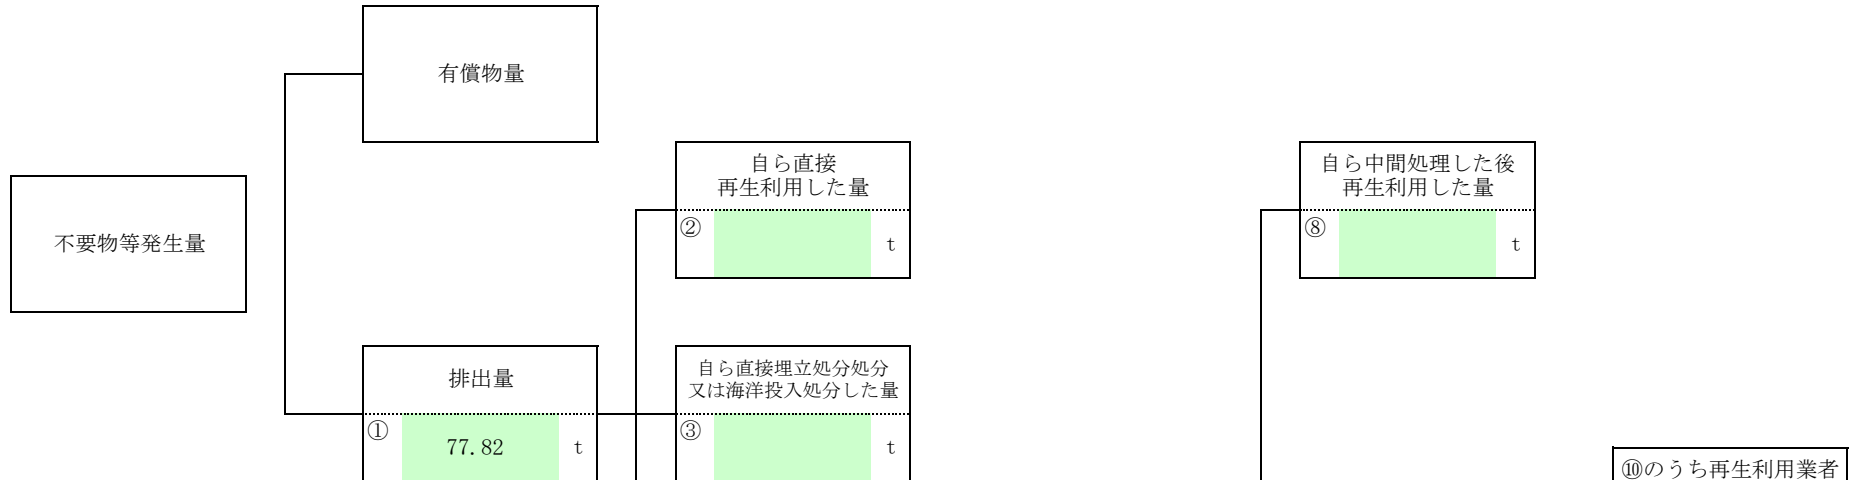 有償物量
自ら直接
再生利用した量
②
t
自ら中間処理した後
再生利用した量
⑧
t
不要物等発生量
排出量
①
77.82
t
自ら直接埋立処分処分
又は海洋投入処分した量
③
t
⑩のうち再生利用業者